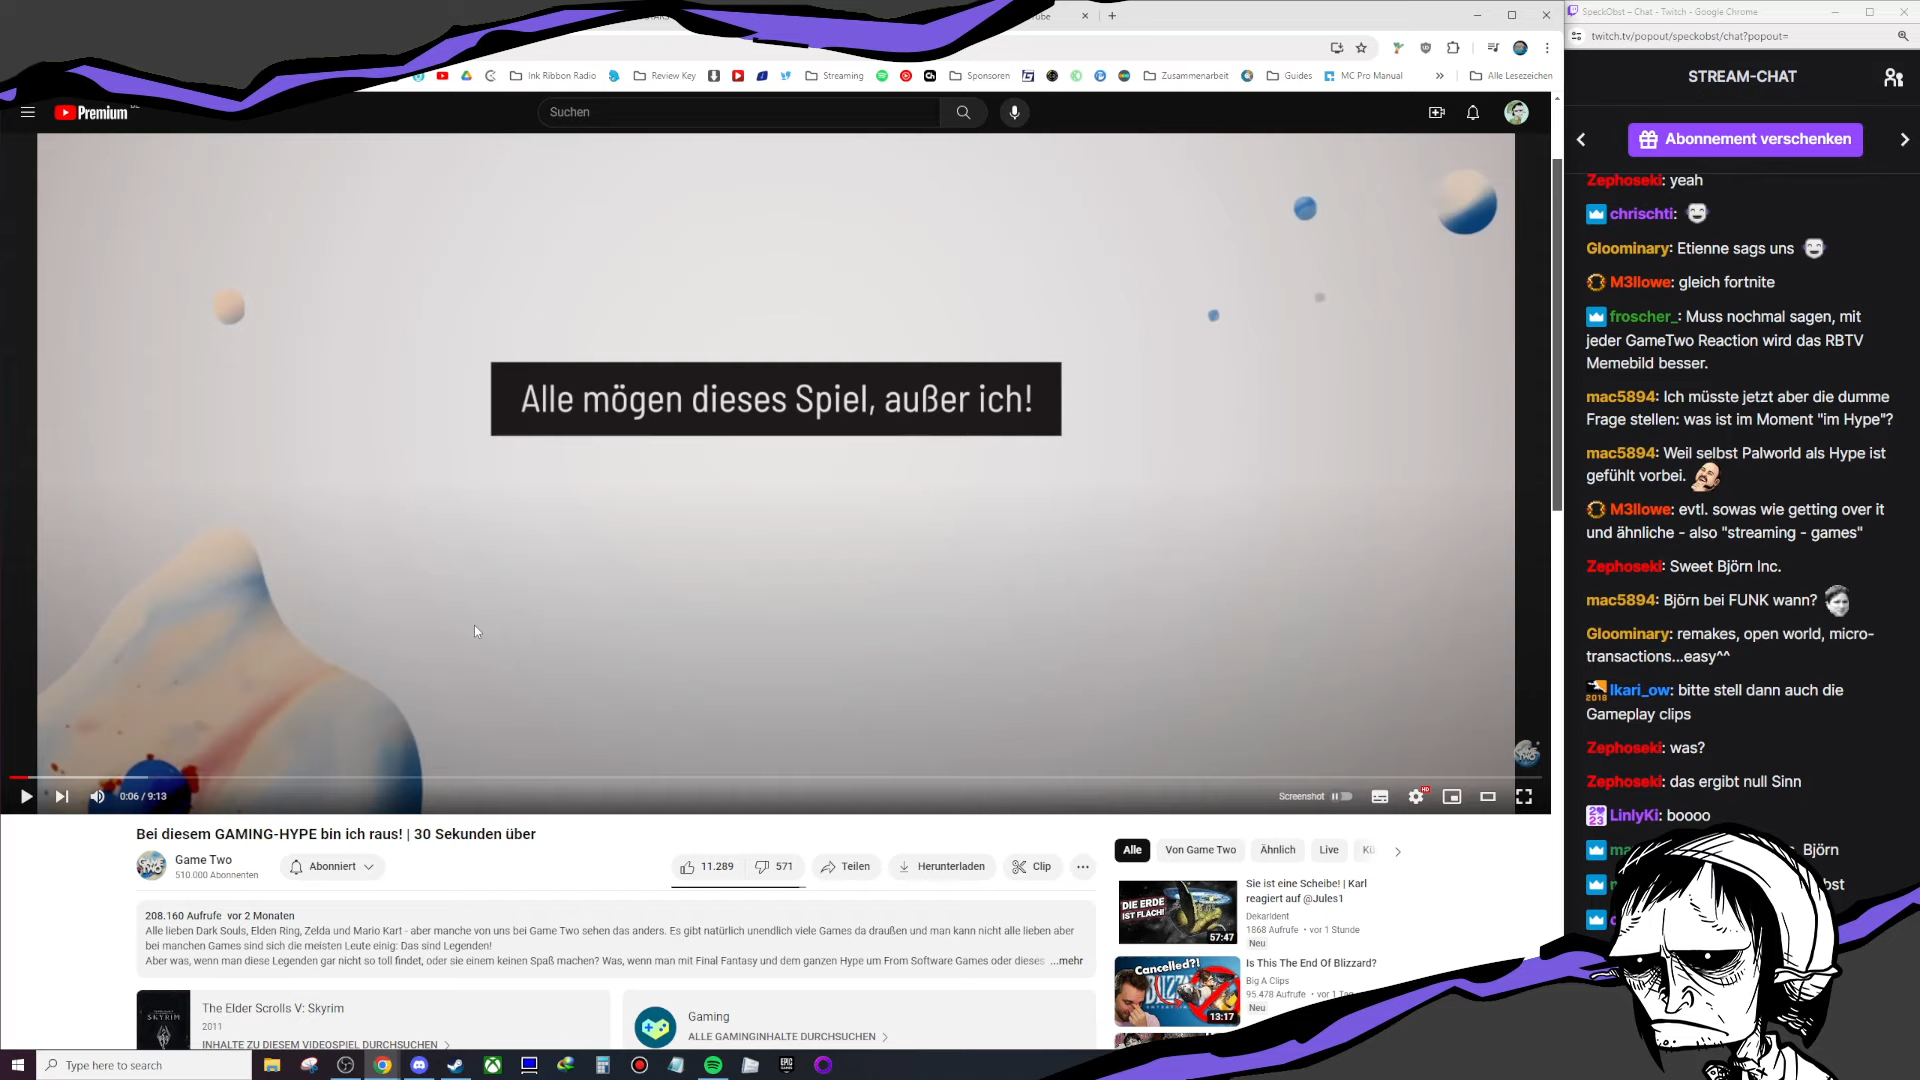 SpeckObst – Chat - Twitch - Google Chrome
twitch.tv/popout/speckobst/chat?popout=
Ink Ribbon Radio
Review Key
Streaming
Sponsoren
Zusammenarbeit
Guides
MC Pro Manual
»
Alle Lesezeichen
Premium
Suchen
Alle mögen dieses Spiel, außer ich!
0:06 / 9:13
Screenshot
Bei diesem GAMING-HYPE bin ich raus! | 30 Sekunden über
Game Two
510.000 Abonnenten
Abonniert
11.289
571
Teilen
Herunterladen
Clip
208.160 Aufrufe vor 2 Monaten
Alle lieben Dark Souls, Elden Ring, Zelda und Mario Kart - aber manche von uns bei Game Two sehen das anders. Es gibt natürlich unendlich viele Games da draußen und man kann nicht alle lieben aber
bei manchen Games sind sich die meisten Leute einig: Das sind Legenden!
Aber was, wenn man diese Legenden gar nicht so toll findet, oder sie einem keinen Spaß machen? Was, wenn man mit Final Fantasy und dem ganzen Hype um From Software Games oder dieses ...mehr
SKYRIM
The Elder Scrolls V: Skyrim
2011
INHALTE ZU DIESEM VIDEOSPIEL DURCHSUCHEN
Gaming
ALLE GAMINGINHALTE DURCHSUCHEN
Alle
Von Game Two
Ähnlich
Live
DIE ERDE
IST FLACH!
57:47
Sie ist eine Scheibe! | Karl
reagiert auf @Jules1
Dekarldent
1868 Aufrufe • vor 1 Stunde
Neu
Cancelled?!
13:17
Is This The End Of Blizzard?
Big A Clips
95.478 Aufrufe • vor 1 Tag
Neu
Type here to search
STREAM-CHAT
Abonnement verschenken
Zephoseki: yeah
chrischti:
Gloominary: Etienne sags uns
M3llowe: gleich fortnite
froscher_: Muss nochmal sagen, mit
jeder GameTwo Reaction wird das RBTV
Memebild besser.
mac5894: Ich müsste jetzt aber die dumme
Frage stellen: was ist im Moment "im Hype"?
mac5894: Weil selbst Palworld als Hype ist
gefühlt vorbei.
M3llowe: evtl. sowas wie getting over it
und ähnliche - also "streaming - games"
Zephoseki: Sweet Björn Inc.
mac5894: Björn bei FUNK wann?
Gloominary: remakes, open world, micro-
transactions...easy^^
2018 Ikari_ow: bitte stell dann auch die
Gameplay clips
Zephoseki: was?
Zephoseki: das ergibt null Sinn
LinlyKi: boooo
Björn